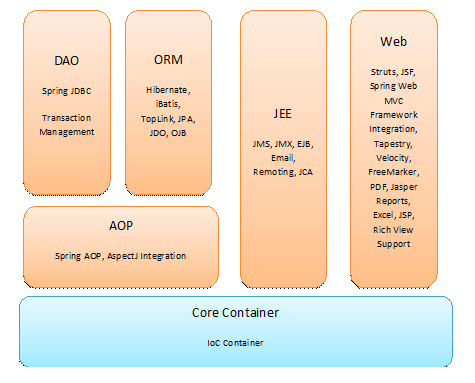 DAO
Spring JDBC
Transaction
Management
ORM
Hibernate,
iBatis,
TopLink, JPA,
JDO, OJB
JEE
JMS, JMX, EJB,
Email,
Remoting, JCA
Web
Struts, JSF,
Spring Web
MVC
Framework
Integration,
Tapestry,
Velocity,
FreeMarker,
PDF, Jasper
Reports,
Excel, JSP,
Rich View
Support
AOP
Spring AOP, AspectJ Integration
Core Container
IoC Container